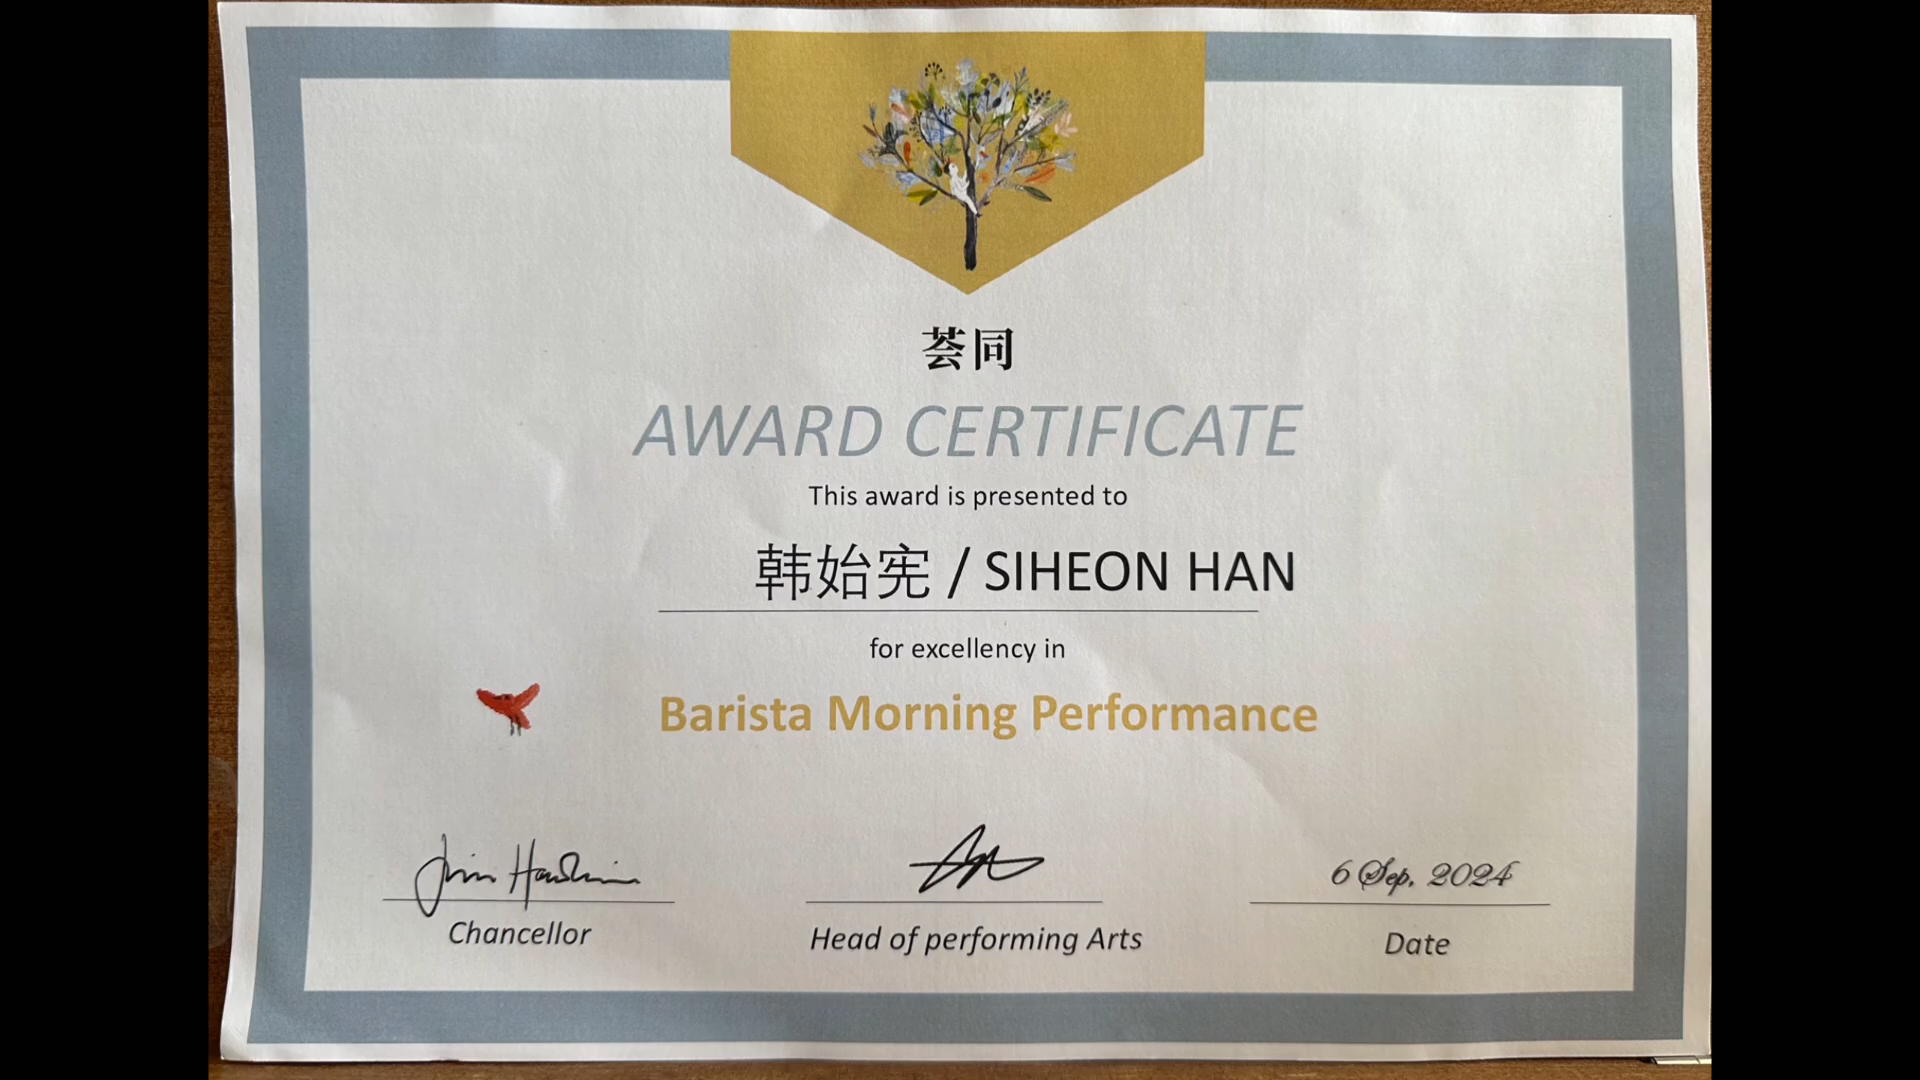 荟同
AWARD CERTIFICATE
This award is presented to
韩始宪 / SIHEON HAN
for excellency in
Barista Morning Performance
6 Sep. 2024
Chancellor
Head of performing Arts
Date